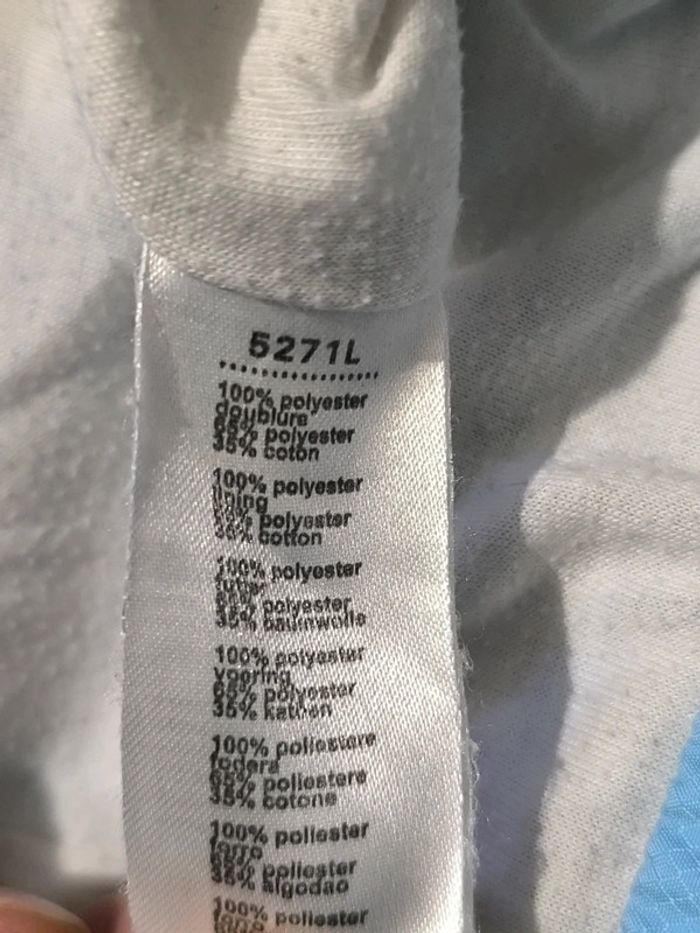 5271L
100% polyester
doublure
65% polyester
35% coton
100% polyester
lining
65% polyester
35% cotton
100% polyester
futter
65% polyester
35% baumwolle
100% polyester
voering
65% polyester
35% katoen
100% poliestere
fodera
65% poliestere
35% cotone
100% poliester
forro
65% poliester
35% algodao
100% poliester
forro